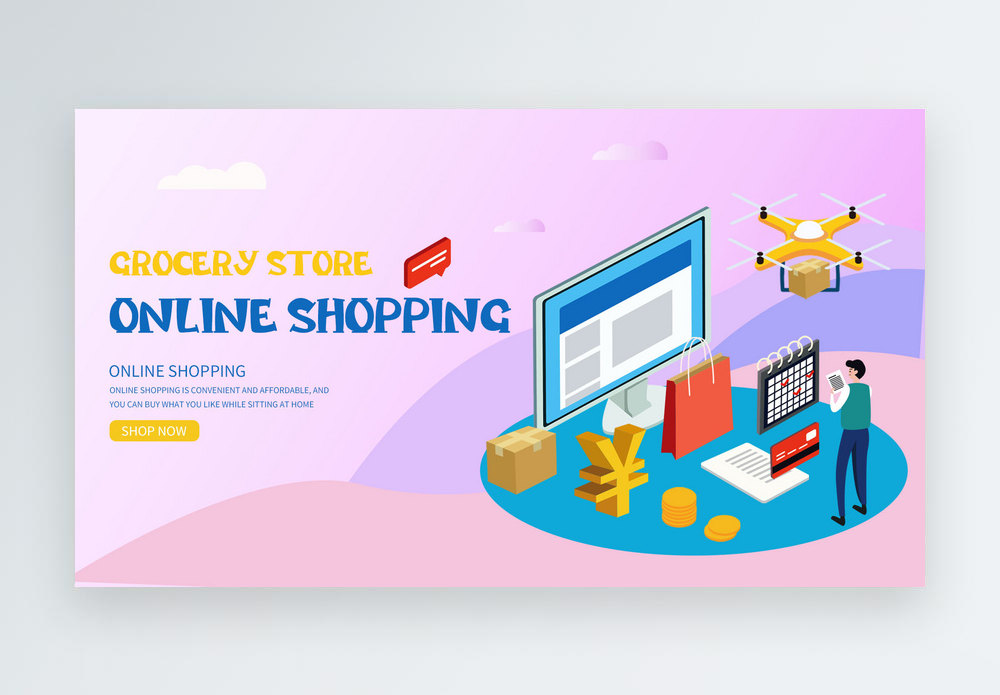 GROCERY STORE
ONLINE SHOPPING
ONLINE SHOPPING
ONLINE SHOPPING IS CONVENIENT AND AFFORDABLE, AND
YOU CAN BUY WHAT YOU LIKE WHILE SITTING AT HOME
SHOP NOW
¥